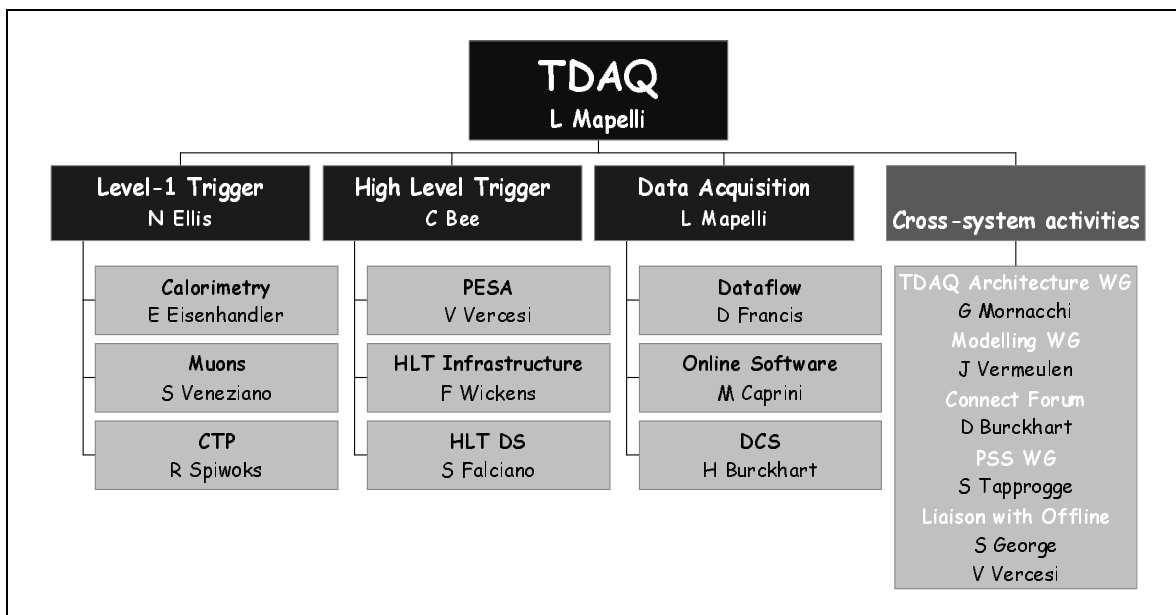 TDAQ
L Mapelli
Level-1 Trigger
N Ellis
High Level Trigger
C Bee
Data Acquisition
L Mapelli
Cross-system activities
Calorimetry
E Eisenhandler
Muons
S Veneziano
CTP
R Spiwoks
PESA
V Vercesi
HLT Infrastructure
F Wickens
HLT DS
S Falciano
Dataflow
D Francis
Online Software
M Caprini
DCS
H Burckhart
TDAQ Architecture WG
G Mornacchi
Modelling WG
J Vermeulen
Connect Forum
D Burckhart
PSS WG
S Tapprogge
Liaison with Offline
S George
V Vercesi